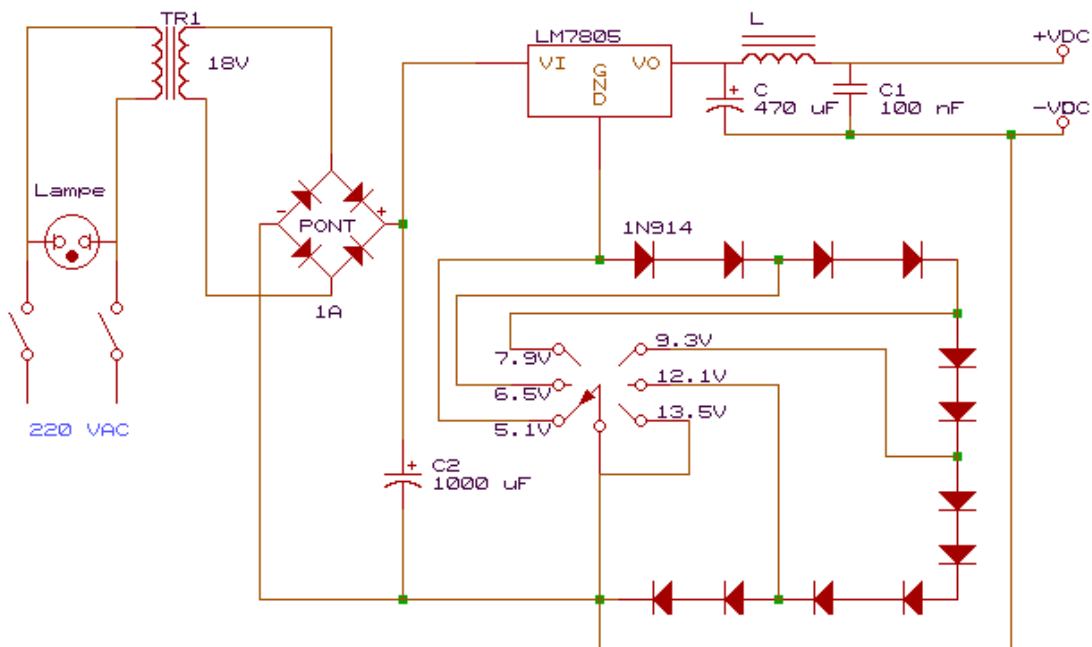 TR1
18V
LM7805
VI
GND
VO
L
+VDC
C
470 uF
C1
100 nF
-VDC
Lampe
-
PONT
+
1A
220 VAC
1N914
7.9V
9.3V
6.5V
12.1V
5.1V
13.5V
+
+
C2
1000 uF